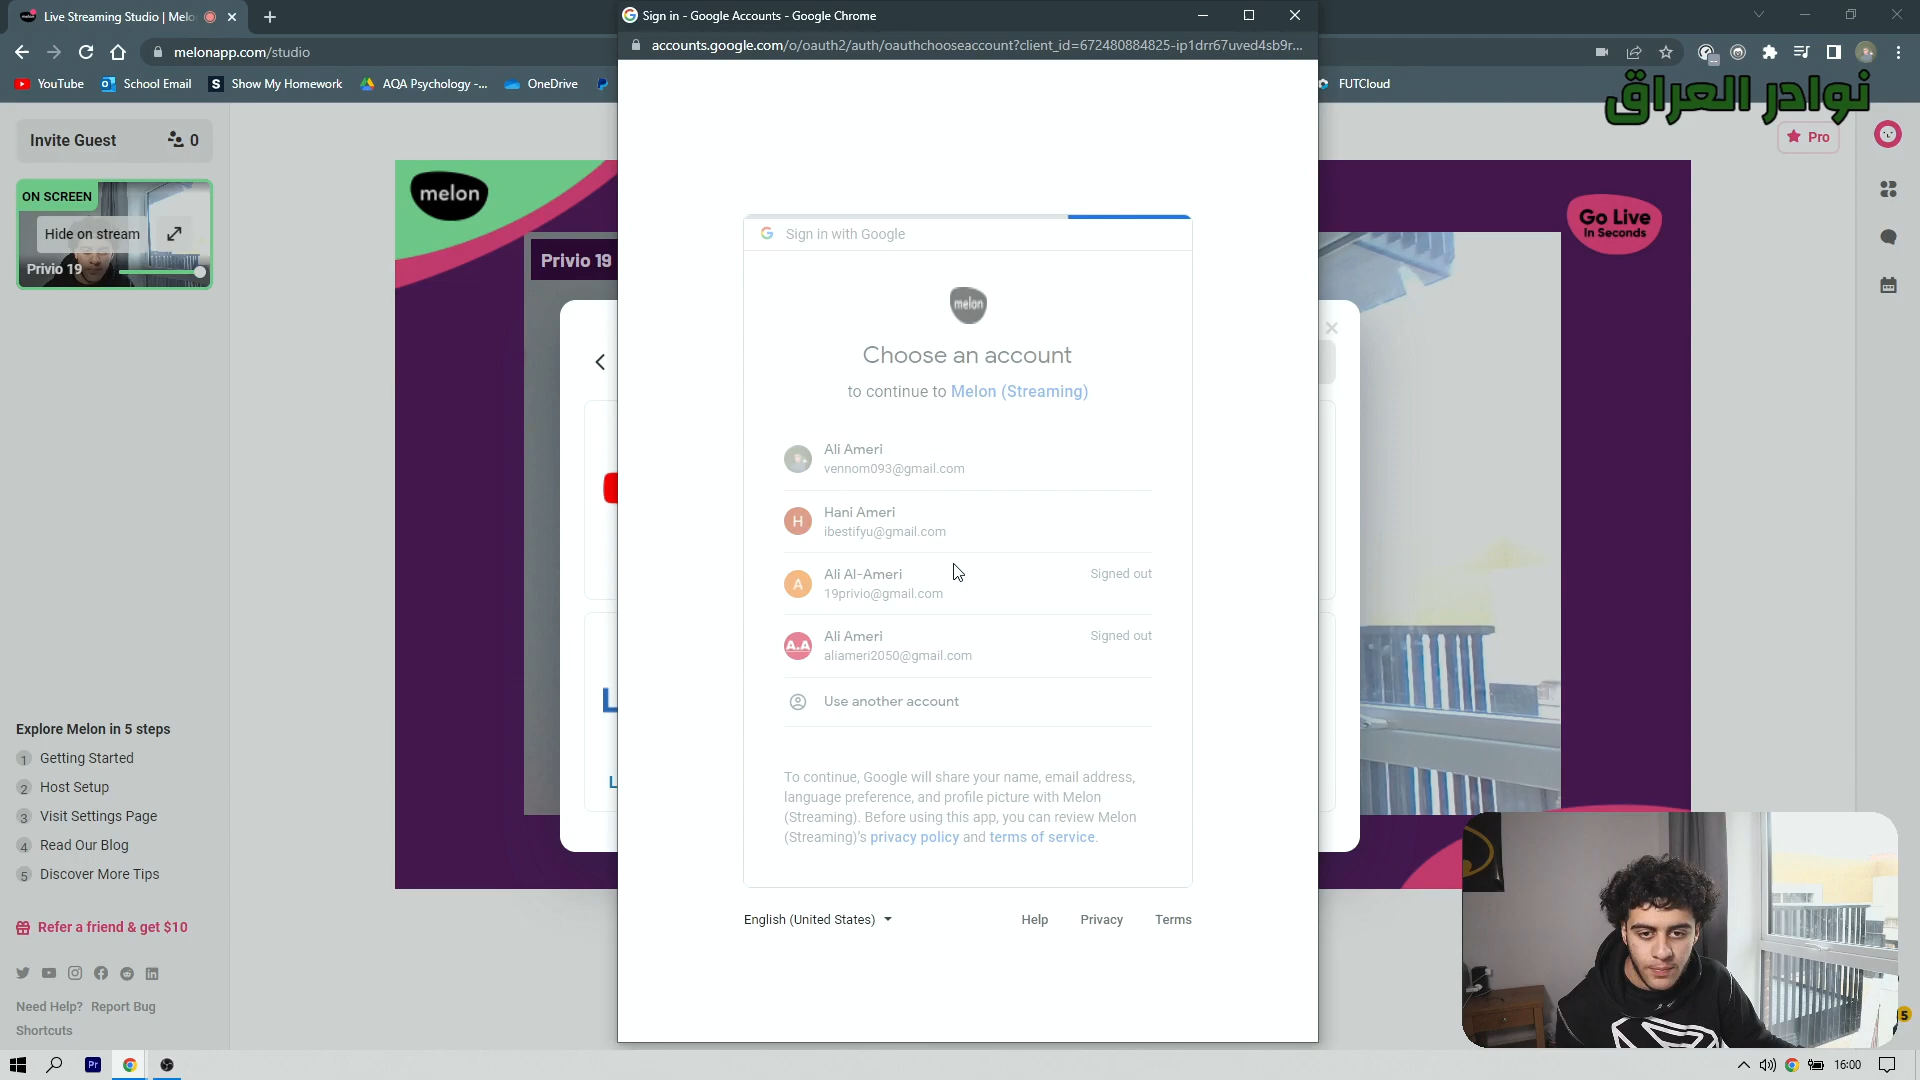 Live Streaming Studio | Melo
Sign in - Google Accounts - Google Chrome
melonapp.com/studio
accounts.google.com/o/oauth2/auth/oauthchooseaccount?client_id=672480884825-ip1drr67uved4sb9r...
YouTube
School Email
Show My Homework
AQA Psychology -...
OneDrive
FUTCloud
نوادر العراق
Invite Guest
0
Pro
ON SCREEN
Hide on stream
Privio 19
melon
Privio 19
Go Live
In Seconds
Sign in with Google
melon
Choose an account
to continue to Melon (Streaming)
Ali Ameri
vennom093@gmail.com
H
Hani Ameri
ibestifyu@gmail.com
A
Ali Al-Ameri
Signed out
19privio@gmail.com
A.A
Ali Ameri
Signed out
aliameri2050@gmail.com
Use another account
To continue, Google will share your name, email address,
language preference, and profile picture with Melon
(Streaming). Before using this app, you can review Melon
(Streaming)'s privacy policy and terms of service.
English (United States)
Help
Privacy
Terms
Explore Melon in 5 steps
1 Getting Started
2 Host Setup
3 Visit Settings Page
4 Read Our Blog
5 Discover More Tips
Refer a friend & get $10
Need Help? Report Bug
Shortcuts
5
Pr
16:00